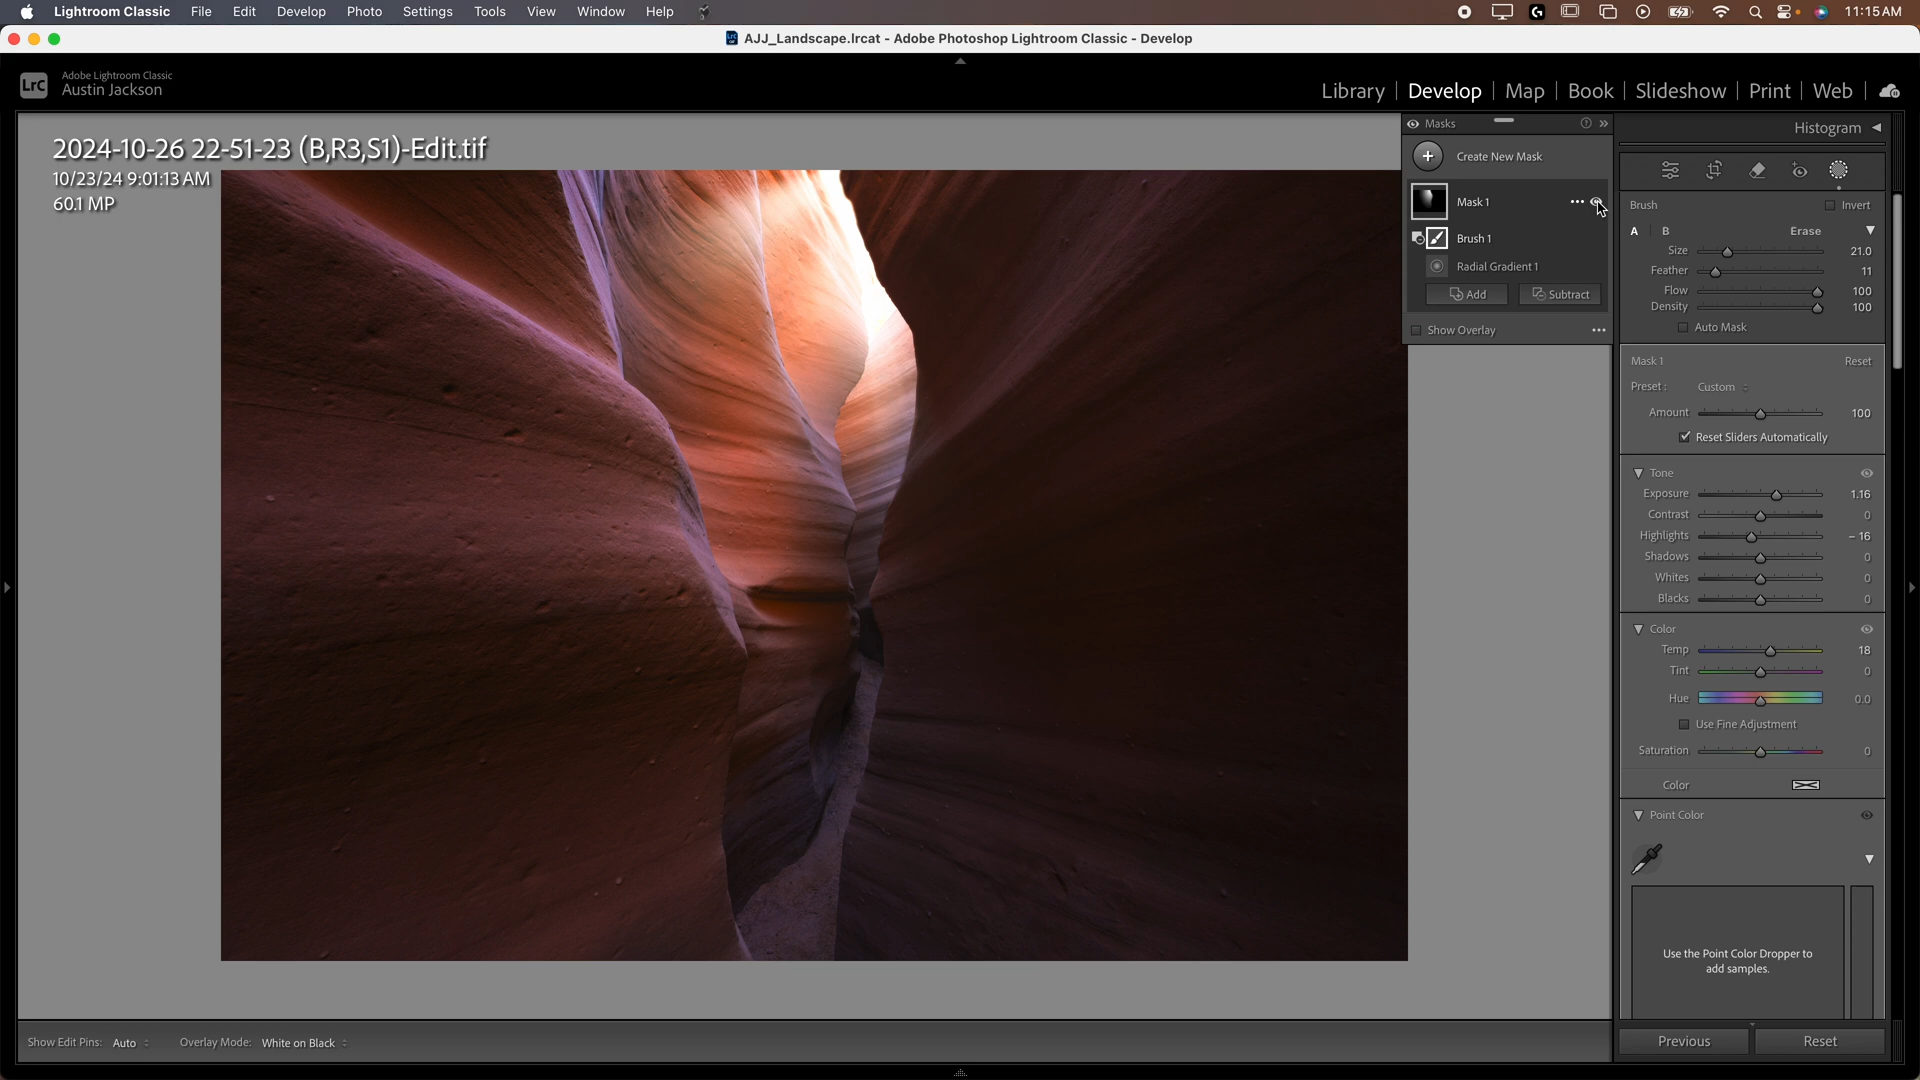 Lightroom Classic File Edit Develop Photo Settings Tools View Window Help 11:15 AM
AJJ_Landscape.lrcat - Adobe Photoshop Lightroom Classic - Develop
LrC
Adobe Lightroom Classic
Austin Jackson
Library | Develop | Map | Book | Slideshow | Print | Web
2024-10-26 22-51-23 (B,R3,S1)-Edit.tif
10/23/24 9:01:13 AM
60.1 MP
Masks
Create New Mask
Mask 1
Brush 1
Radial Gradient 1
Add Subtract
Show Overlay
Histogram
Brush Invert
A B Erase
Size 21.0
Feather 11
Flow 100
Density 100
Auto Mask
Mask 1 Reset
Preset : Custom
Amount 100
Reset Sliders Automatically
Tone
Exposure 1.16
Contrast 0
Highlights – 16
Shadows 0
Whites 0
Blacks 0
Color
Temp 18
Tint 0
Hue 0.0
Use Fine Adjustment
Saturation 0
Color
Point Color
Use the Point Color Dropper to
add samples.
Previous Reset
Show Edit Pins: Auto Overlay Mode: White on Black